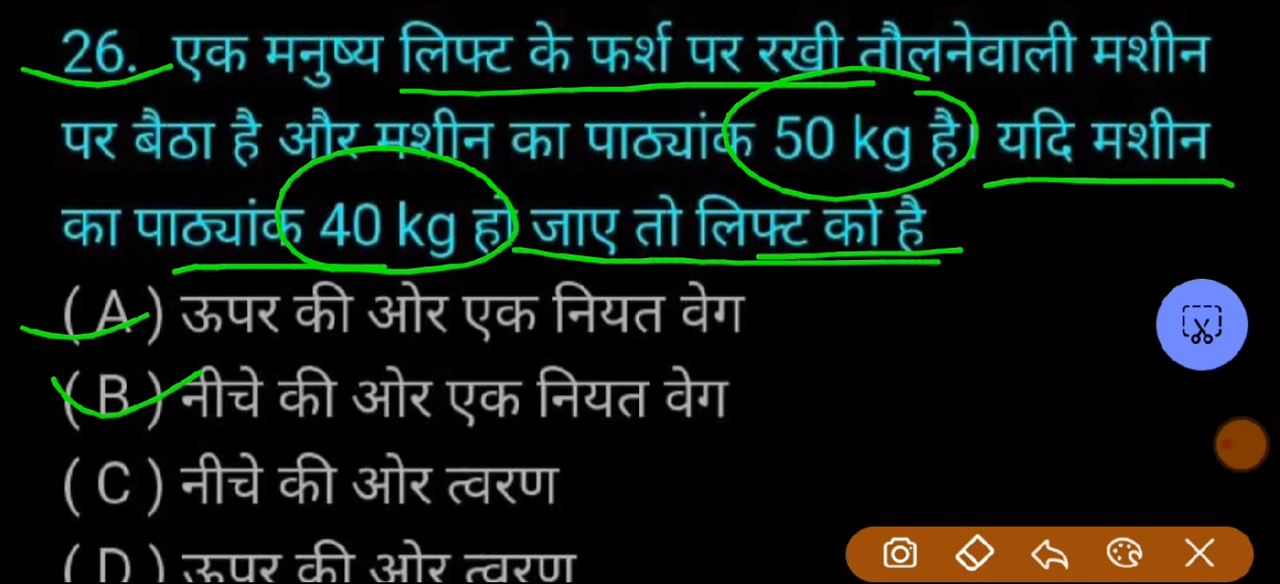 26. एक मनुष्य लिफ्ट के फर्श पर रखी तौलनेवाली मशीन
पर बैठा है और मशीन का पाठ्यांक 50 kg है। यदि मशीन
का पाठ्यांक 40 kg हो जाए तो लिफ्ट को है
( A ) ऊपर की ओर एक नियत वेग
( B ) नीचे की ओर एक नियत वेग
( C ) नीचे की ओर त्वरण
( D ) ऊपर की ओर त्वरण